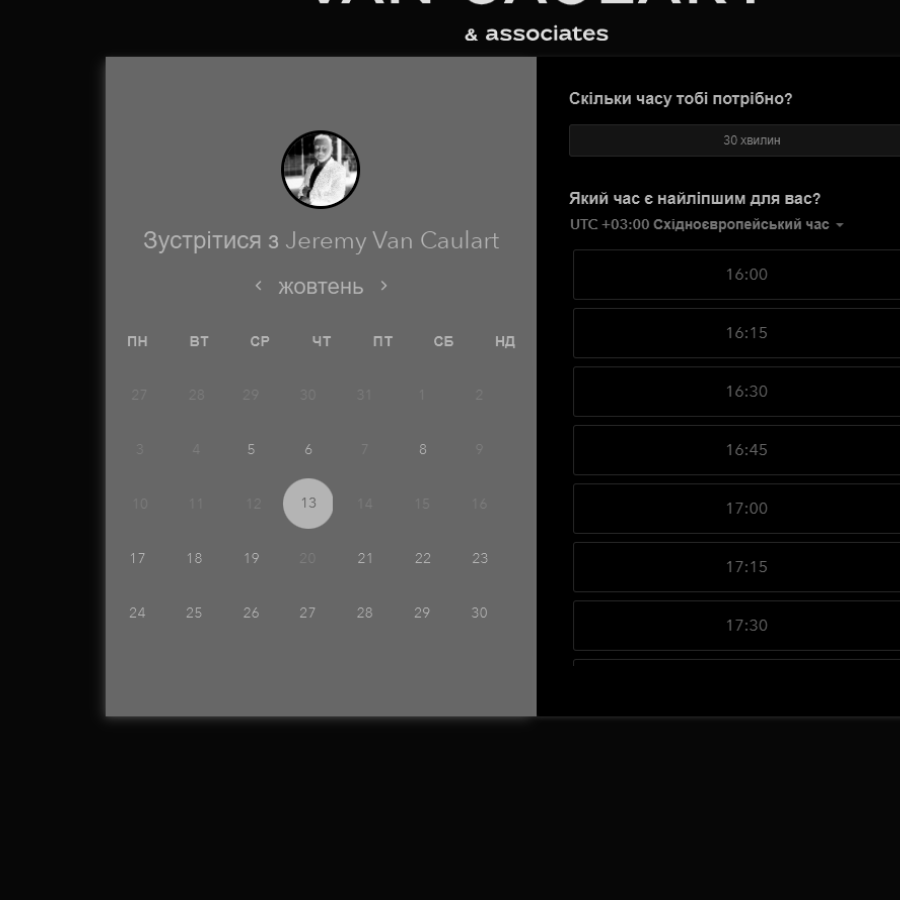 VAN CAULART
& associates
Зустрітися з Jeremy Van Caulart
жовтень
ПН ВТ СР ЧТ ПТ СБ НД
27 28 29 30 31 1 2
3 4 5 6 7 8 9
10 11 12 13 14 15 16
17 18 19 20 21 22 23
24 25 26 27 28 29 30
Скільки часу тобі потрібно?
30 хвилин
Який час є найліпшим для вас?
UTC +03:00 Східноєвропейський час
16:00
16:15
16:30
16:45
17:00
17:15
17:30